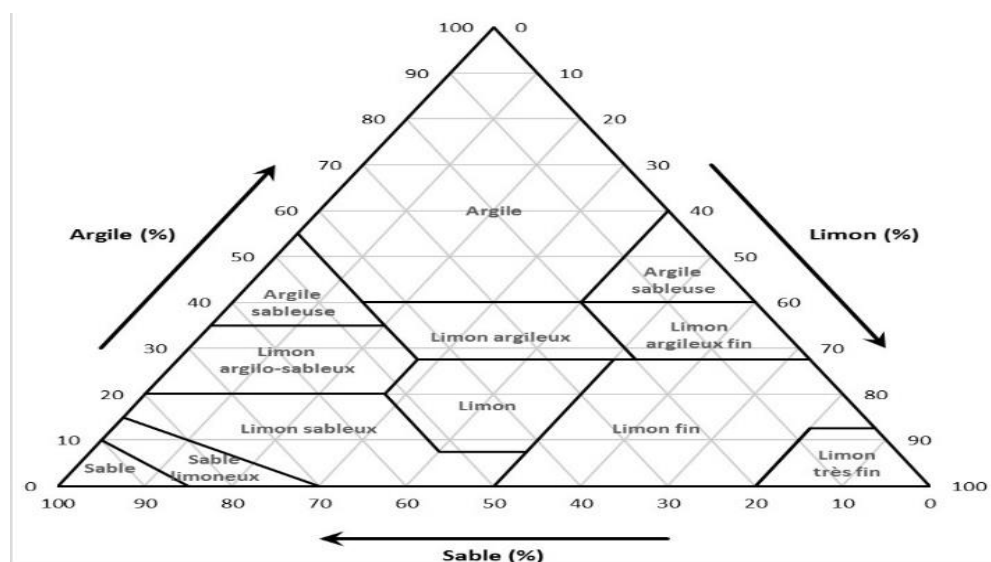 100 0
90 10
80 20
70 30
60 Argile 40
Argile (%) Limon (%)
50 50
Argile
sableuse
Argile
sableuse
40 60
Limon argileux
Limon
argileux fin
30 70
Limon
argilo-sableux
20 80
Limon
Limon sableux
Limon fin
10 90
Sable
Sable
limoneux
Limon
très fin
0 100
100 90 80 70 60 50 40 30 20 10 0
Sable (%)